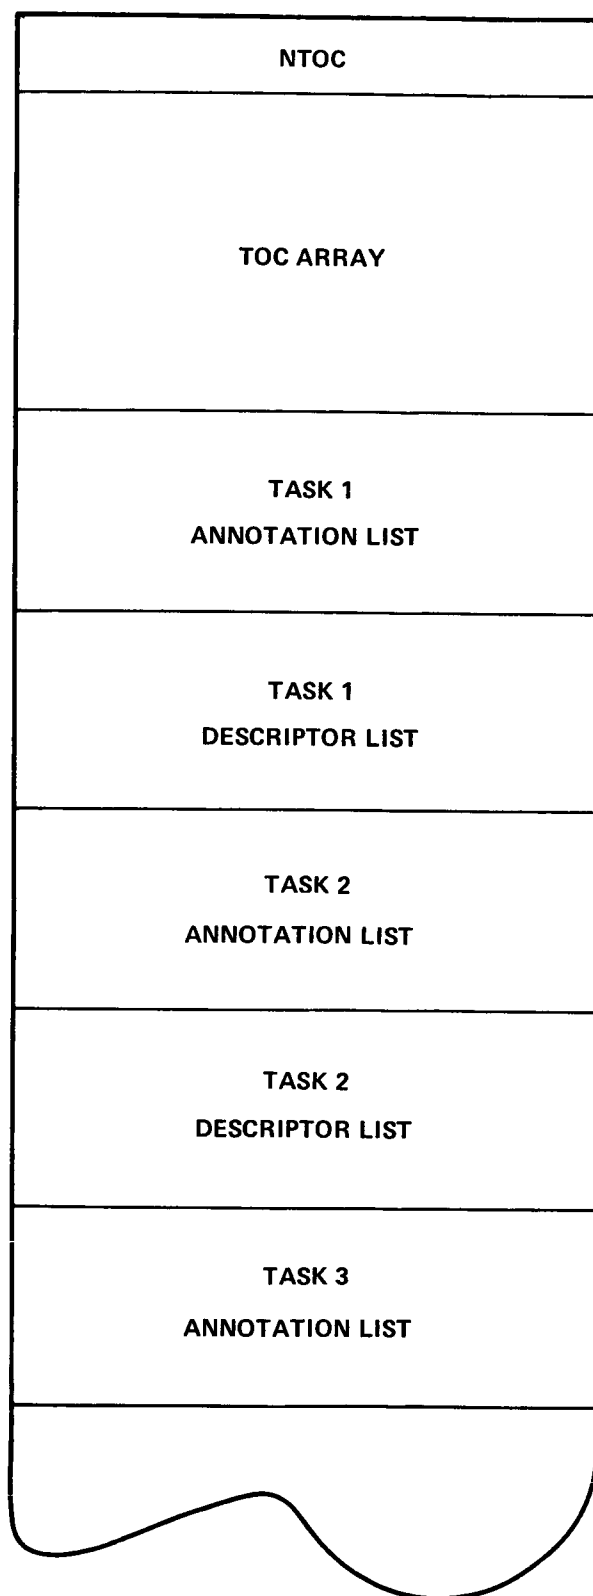 NTOC
TOC ARRAY
TASK 1
ANNOTATION LIST
TASK 1
DESCRIPTOR LIST
TASK 2
ANNOTATION LIST
TASK 2
DESCRIPTOR LIST
TASK 3
ANNOTATION LIST